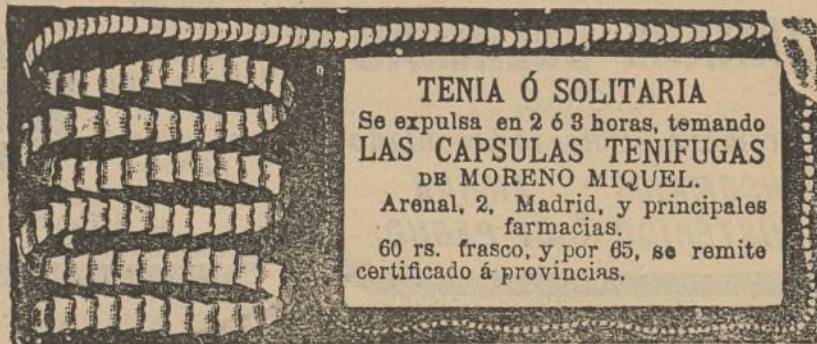 TENIA Ó SOLITARIA
Se expulsa en 2 ó 3 horas, temando
LAS CAPSULAS TENIFUGAS
DE MORENO MIQUEL.
Arenal, 2, Madrid, y principales
farmacias.
60 rs. frasco, y por 65, se remite
certificado á provincias.